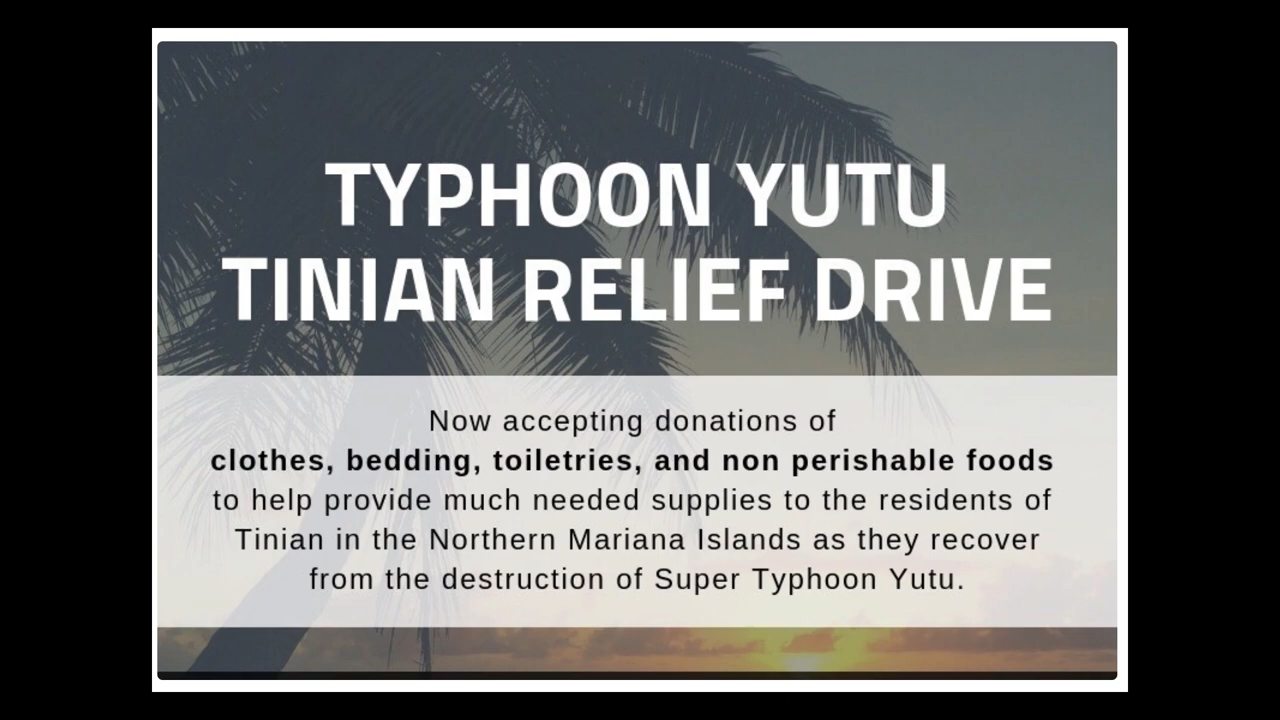 TYPHOON YUTU
TINIAN RELIEF DRIVE
Now accepting donations of
clothes, bedding, toiletries, and non perishable foods
to help provide much needed supplies to the residents of
Tinian in the Northern Mariana Islands as they recover
from the destruction of Super Typhoon Yutu.